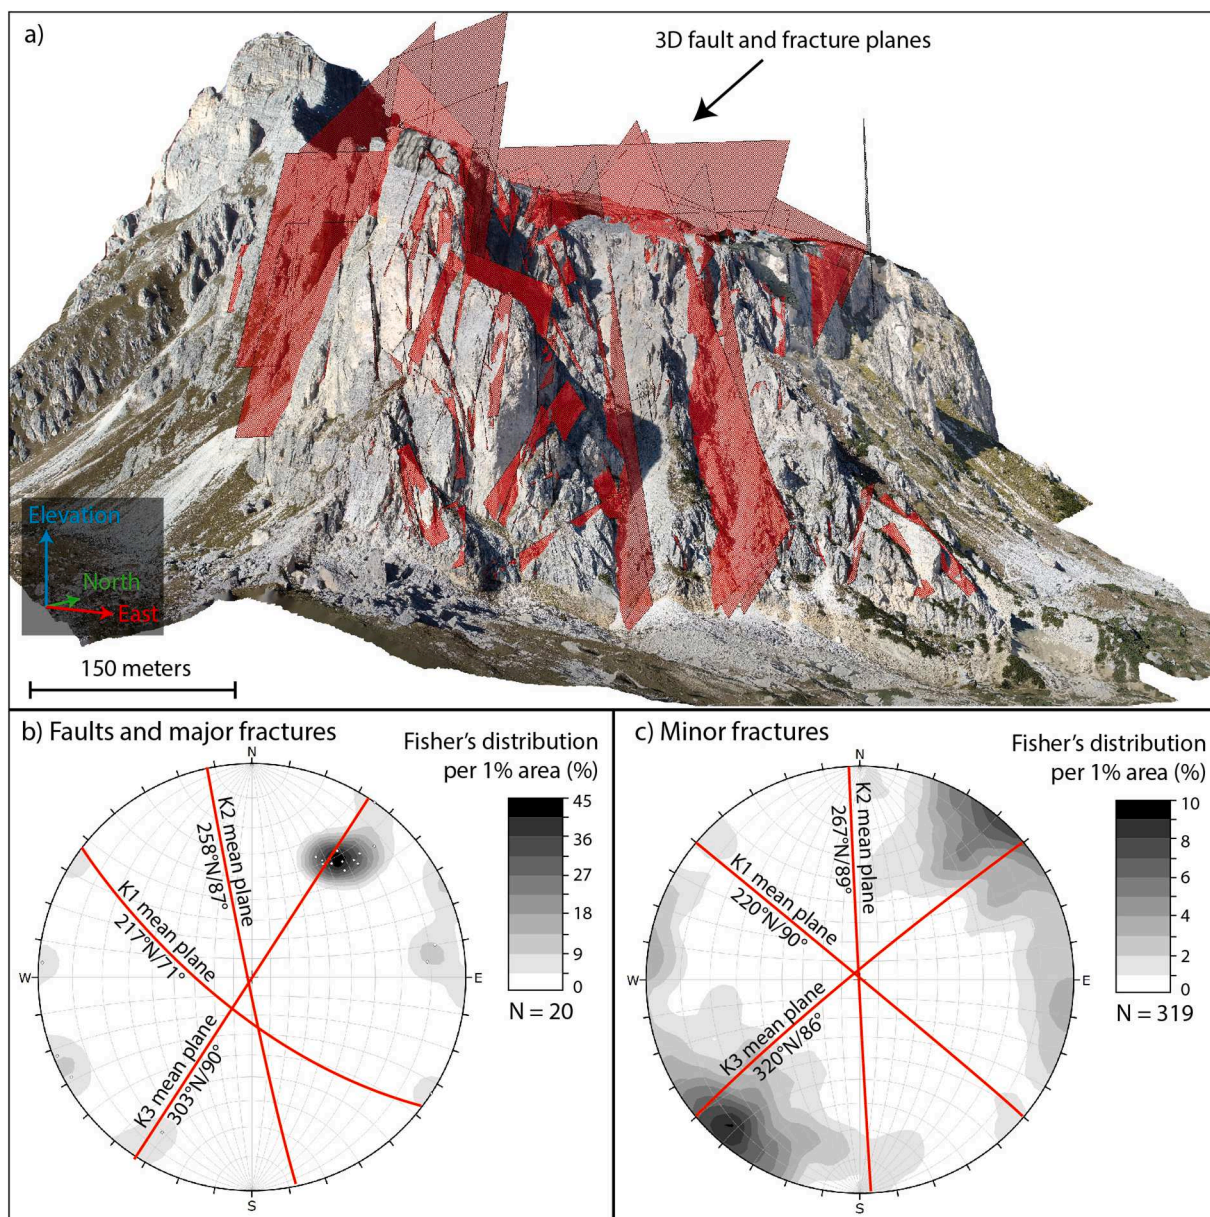 a)
3D fault and fracture planes
Elevation
North
East
150 meters
b) Faults and major fractures
Fisher's distribution
per 1% area (%)
45
36
27
18
9
0
N = 20
N
E
S
W
K2 mean plane
258°N/87°
K1 mean plane
217°N/71°
K3 mean plane
303°N/90°
c) Minor fractures
Fisher's distribution
per 1% area (%)
10
8
6
4
2
0
N = 319
N
E
S
W
K2 mean plane
267°N/89°
K1 mean plane
220°N/90°
K3 mean plane
320°N/86°